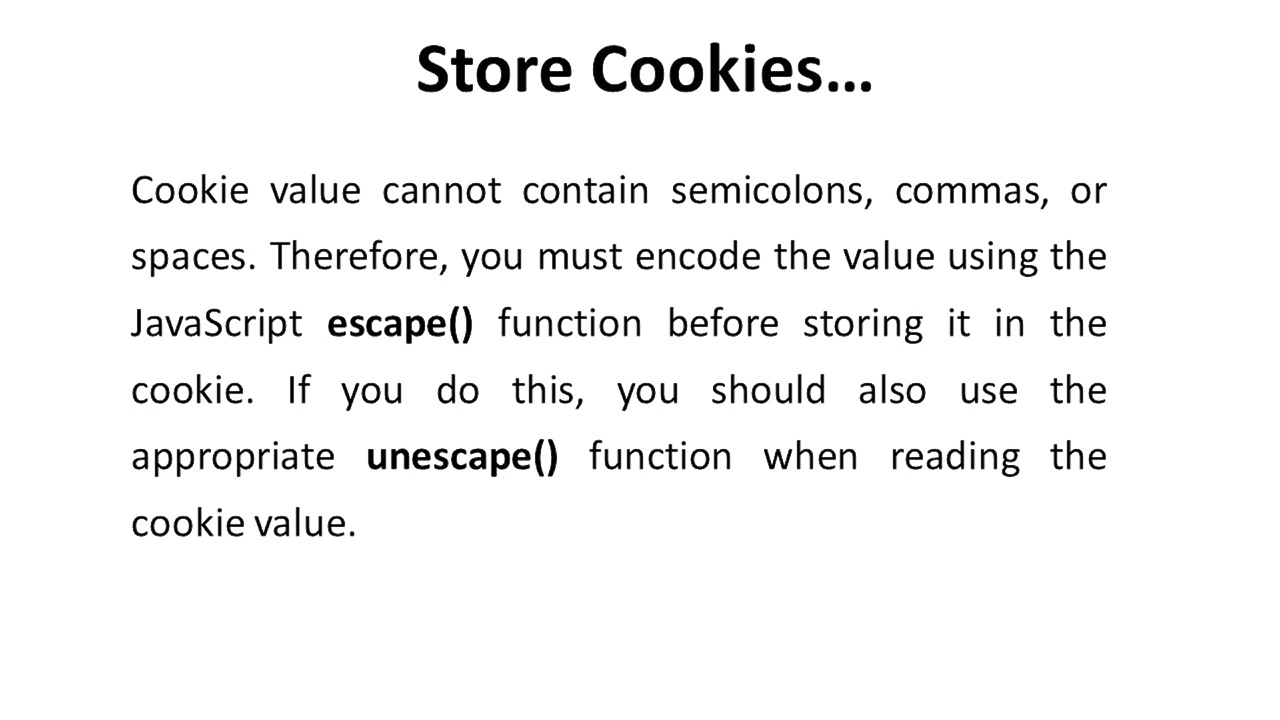 Store Cookies...
Cookie value cannot contain semicolons, commas, or
spaces. Therefore, you must encode the value using the
JavaScript escape() function before storing it in the
cookie. If you do this, you should also use the
appropriate unescape() function when reading the
cookie value.